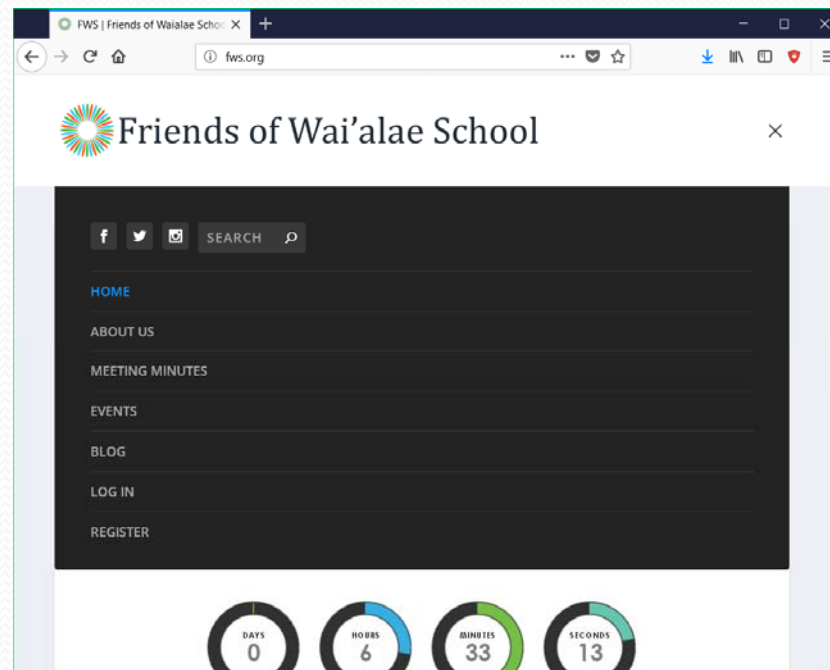 FWS | Friends of Waialae Schoo
fws.org
Friends of Wai'alae School
SEARCH
HOME
ABOUT US
MEETING MINUTES
EVENTS
BLOG
LOG IN
REGISTER
DAYS HOURS MINUTES SECONDS
0 6 33 13